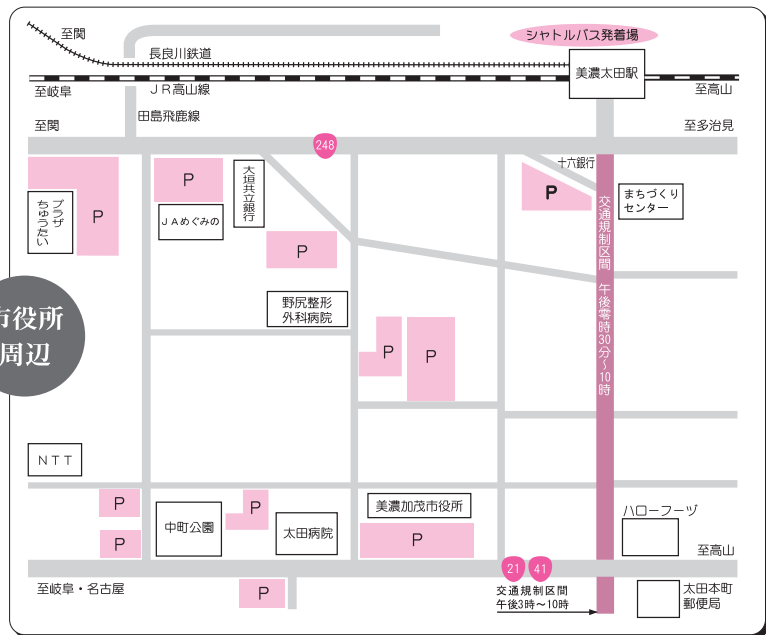 至関
シャトルバス発着場
長良川鉄道
美濃太田駅
至岐阜
JR高山線
至高山
田島飛鹿線
至関
至多治見
248
十六銀行
P
P
P
大垣共立銀行
JAめぐみの
プラザ
ちゅうたい
まちづくり
センター
交通規制区間 午後零時30分~10時
P
市役所
周辺
野尻整形
外科病院
P
P
NTT
P
P
中町公園
太田病院
美濃加茂市役所
P
P
ハローフーヅ
至高山
21
41
至岐阜・名古屋
P
交通規制区間
午後3時~10時
太田本町
郵便局